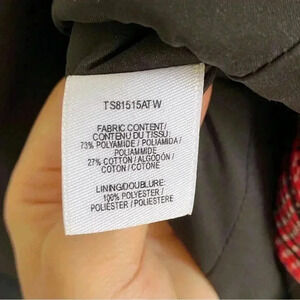 TS81515ATW
FABRIC CONTENT/
CONTENU DU TISSU:
73% POLYAMIDE / POLIAMIDA /
POLIAMMIDE
27% COTTON / ALGODÓN /
COTON / COTONE
LINING/DOUBLURE:
100% POLYESTER /
POLIÉSTER / POLIESTERE